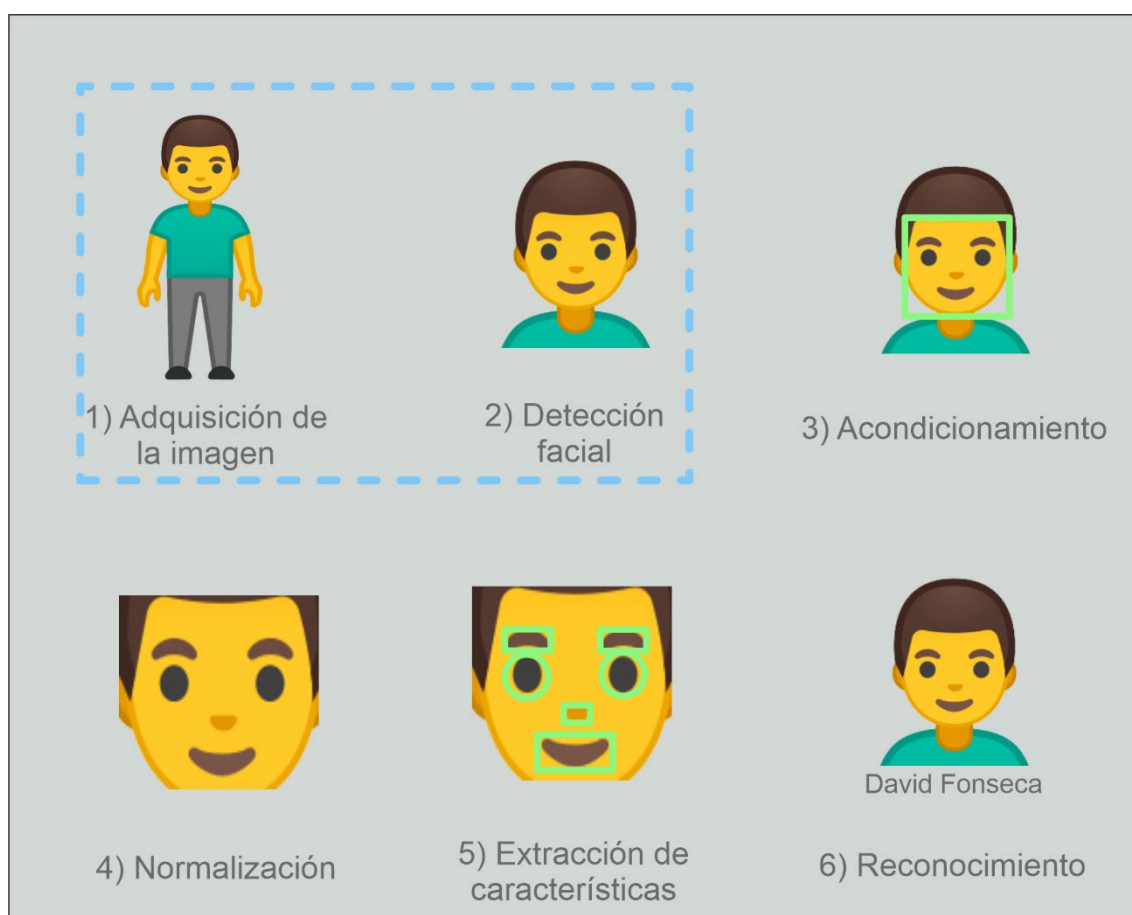 1) Adquisición de
la imagen
2) Detección
facial
3) Acondicionamiento
4) Normalización
5) Extracción de
características
David Fonseca
6) Reconocimiento